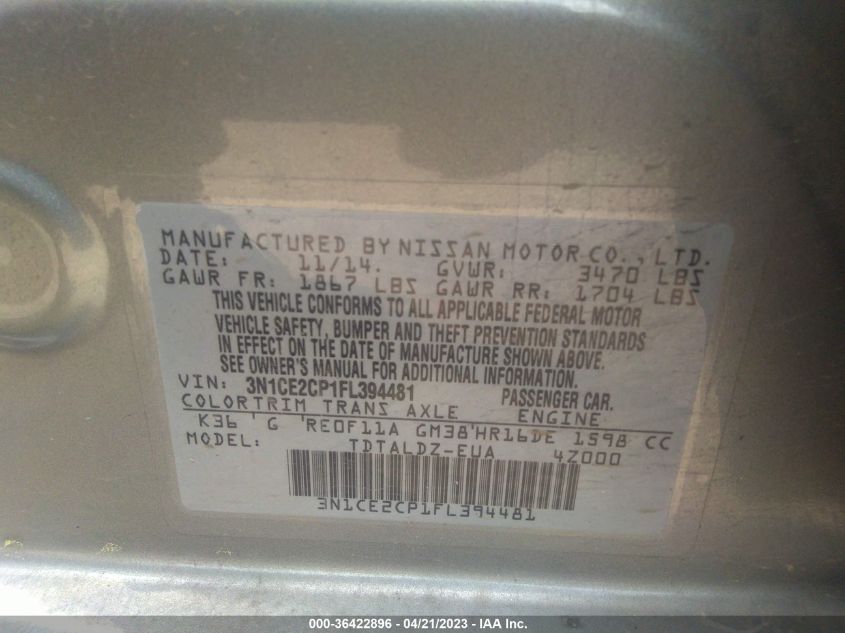 MANUFACTURED BY NISSAN MOTOR CO., LTD.
DATE: 11/14. GVWR: 3470 LBS
GAWR FR: 1867 LBS GAWR RR: 1704 LBS
THIS VEHICLE CONFORMS TO ALL APPLICABLE FEDERAL MOTOR
VEHICLE SAFETY, BUMPER AND THEFT PREVENTION STANDARDS
IN EFFECT ON THE DATE OF MANUFACTURE SHOWN ABOVE.
SEE OWNER'S MANUAL FOR ADDITIONAL INFORMATION.
VIN: 3N1CE2CP1FL394481 PASSENGER CAR.
COLORTRIM TRANS AXLE ENGINE
K36 ' G 'RE0F11A GM38'HR16DE 1598 CC
MODEL: TDTALDZ-EUA 4Z000
3N1CE2CP1FL394481
000-36422896 - 04/21/2023 - IAA Inc.